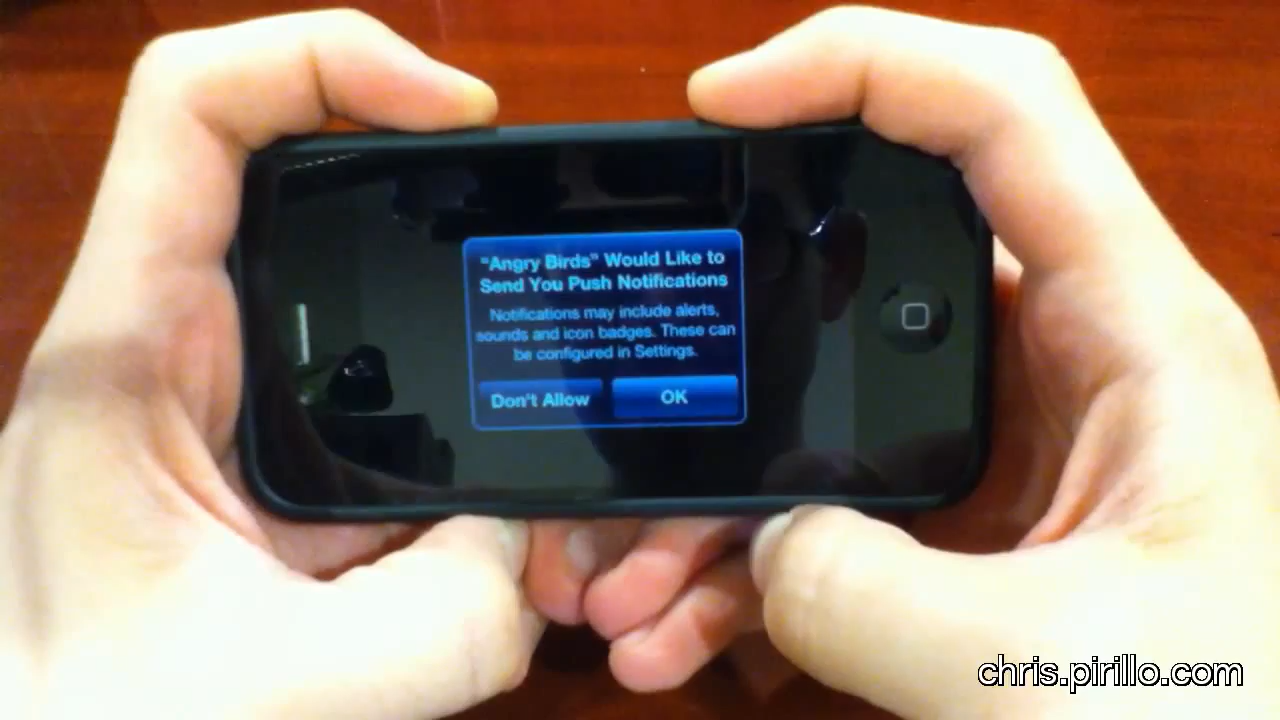 “Angry Birds” Would Like to
Send You Push Notifications
Notifications may include alerts,
sounds and icon badges. These can
be configured in Settings.
Don't Allow
OK
chris.pirillo.com